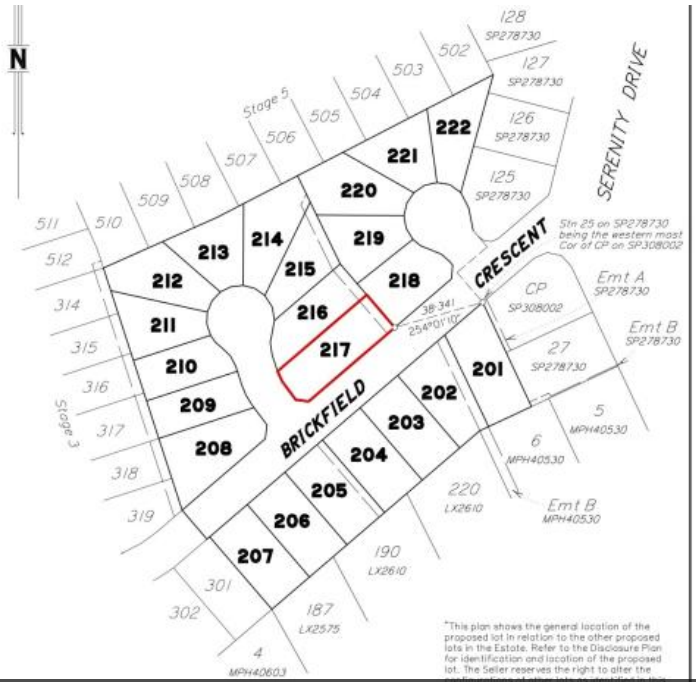 N
128
SP278730
127
SP278730
126
SP278730
125
SP278730
SERENITY DRIVE
502
503
504
505
506
507
508
509
510
511
512
Stage 5
314
315
316
317
318
319
Stage 3
222
221
220
219
218
214
213
212
211
210
209
208
215
216
217
BRICKFIELD
CRESCENT
Stn 25 on SP278730
being the western most
Cor of CP on SP308002
38·341
254°01'10"
CP
SP308002
Emt A
SP278730
Emt B
SP278730
27
SP278730
201
202
203
204
205
206
207
5
MPH40530
6
MPH40530
Emt B
MPH40530
220
LX2610
190
LX2610
187
LX2575
301
302
4
MPH40603
"This plan shows the general location of the
proposed lot in relation to the other proposed
lots in the Estate. Refer to the Disclosure Plan
for identification and location of the proposed
lot. The Seller reserves the right to alter the